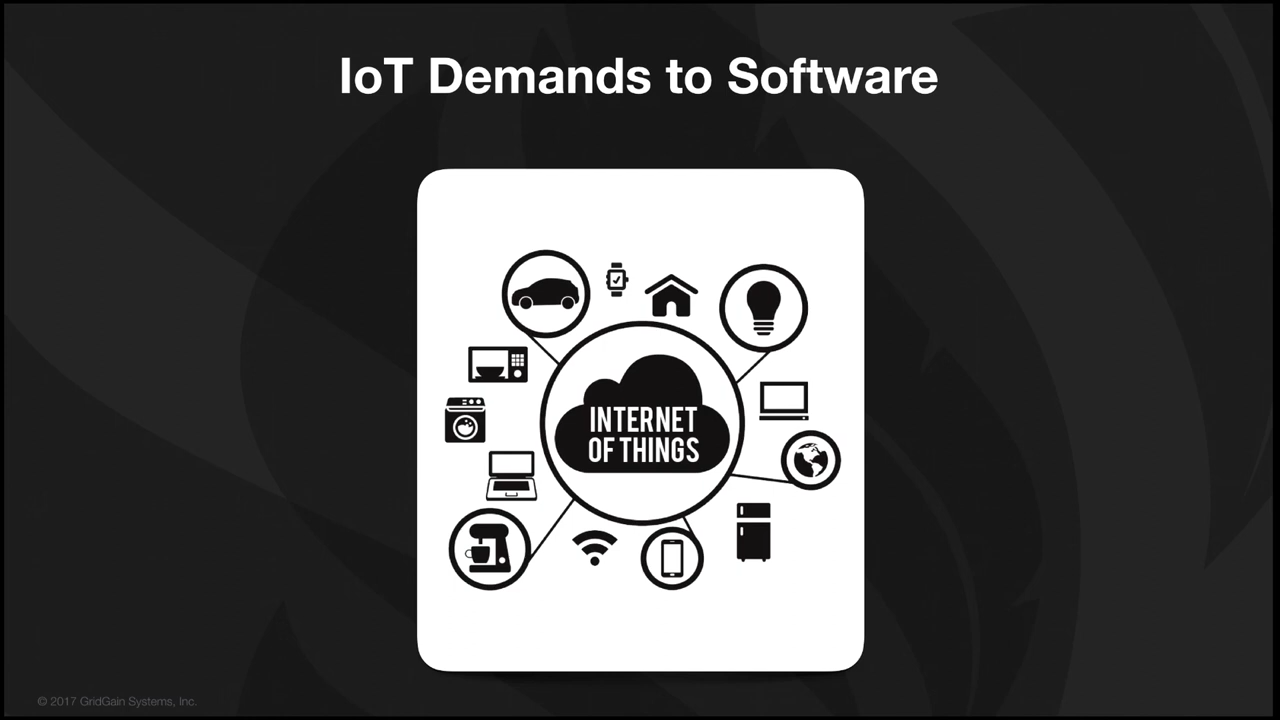 IoT Demands to Software
INTERNET
OF THINGS
© 2017 GridGain Systems, Inc.